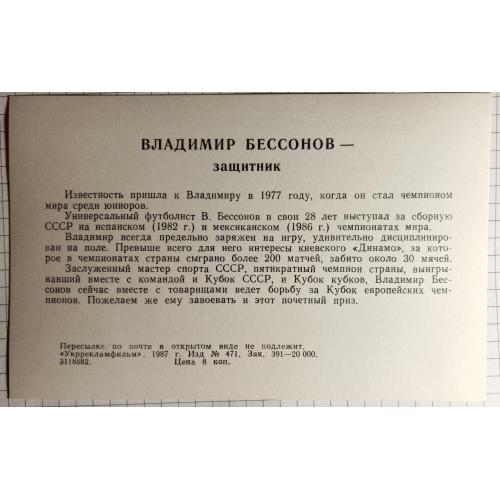 ВЛАДИМИР БЕССОНОВ —
защитник
Известность пришла к Владимиру в 1977 году, когда он стал чемпионом
мира среди юниоров.
Универсальный футболист В. Бессонов в свои 28 лет выступал за сборную
СССР на испанском (1982 г.) и мексиканском (1986 г.) чемпионатах мира.
Владимир всегда предельно заряжен на игру, удивительно дисциплиниро-
ван на поле. Превыше всего для него интересы киевского «Динамо», за кото-
рое в чемпионатах страны сыграно более 200 матчей, забито около 30 мячей.
Заслуженный мастер спорта СССР, пятикратный чемпион страны, выигры-
вавший вместе с командой и Кубок СССР, и Кубок кубков, Владимир Бес-
сонов сейчас вместе с товарищами ведет борьбу за Кубок европейских чем-
пионов. Пожелаем же ему завоевать и этот почетный приз.
Пересылке по почте в открытом виде не подлежит.
«Укррекламфильм». 1987 г. Изд № 471. Зак. 391—20 000.
3118882. Цена 8 коп.